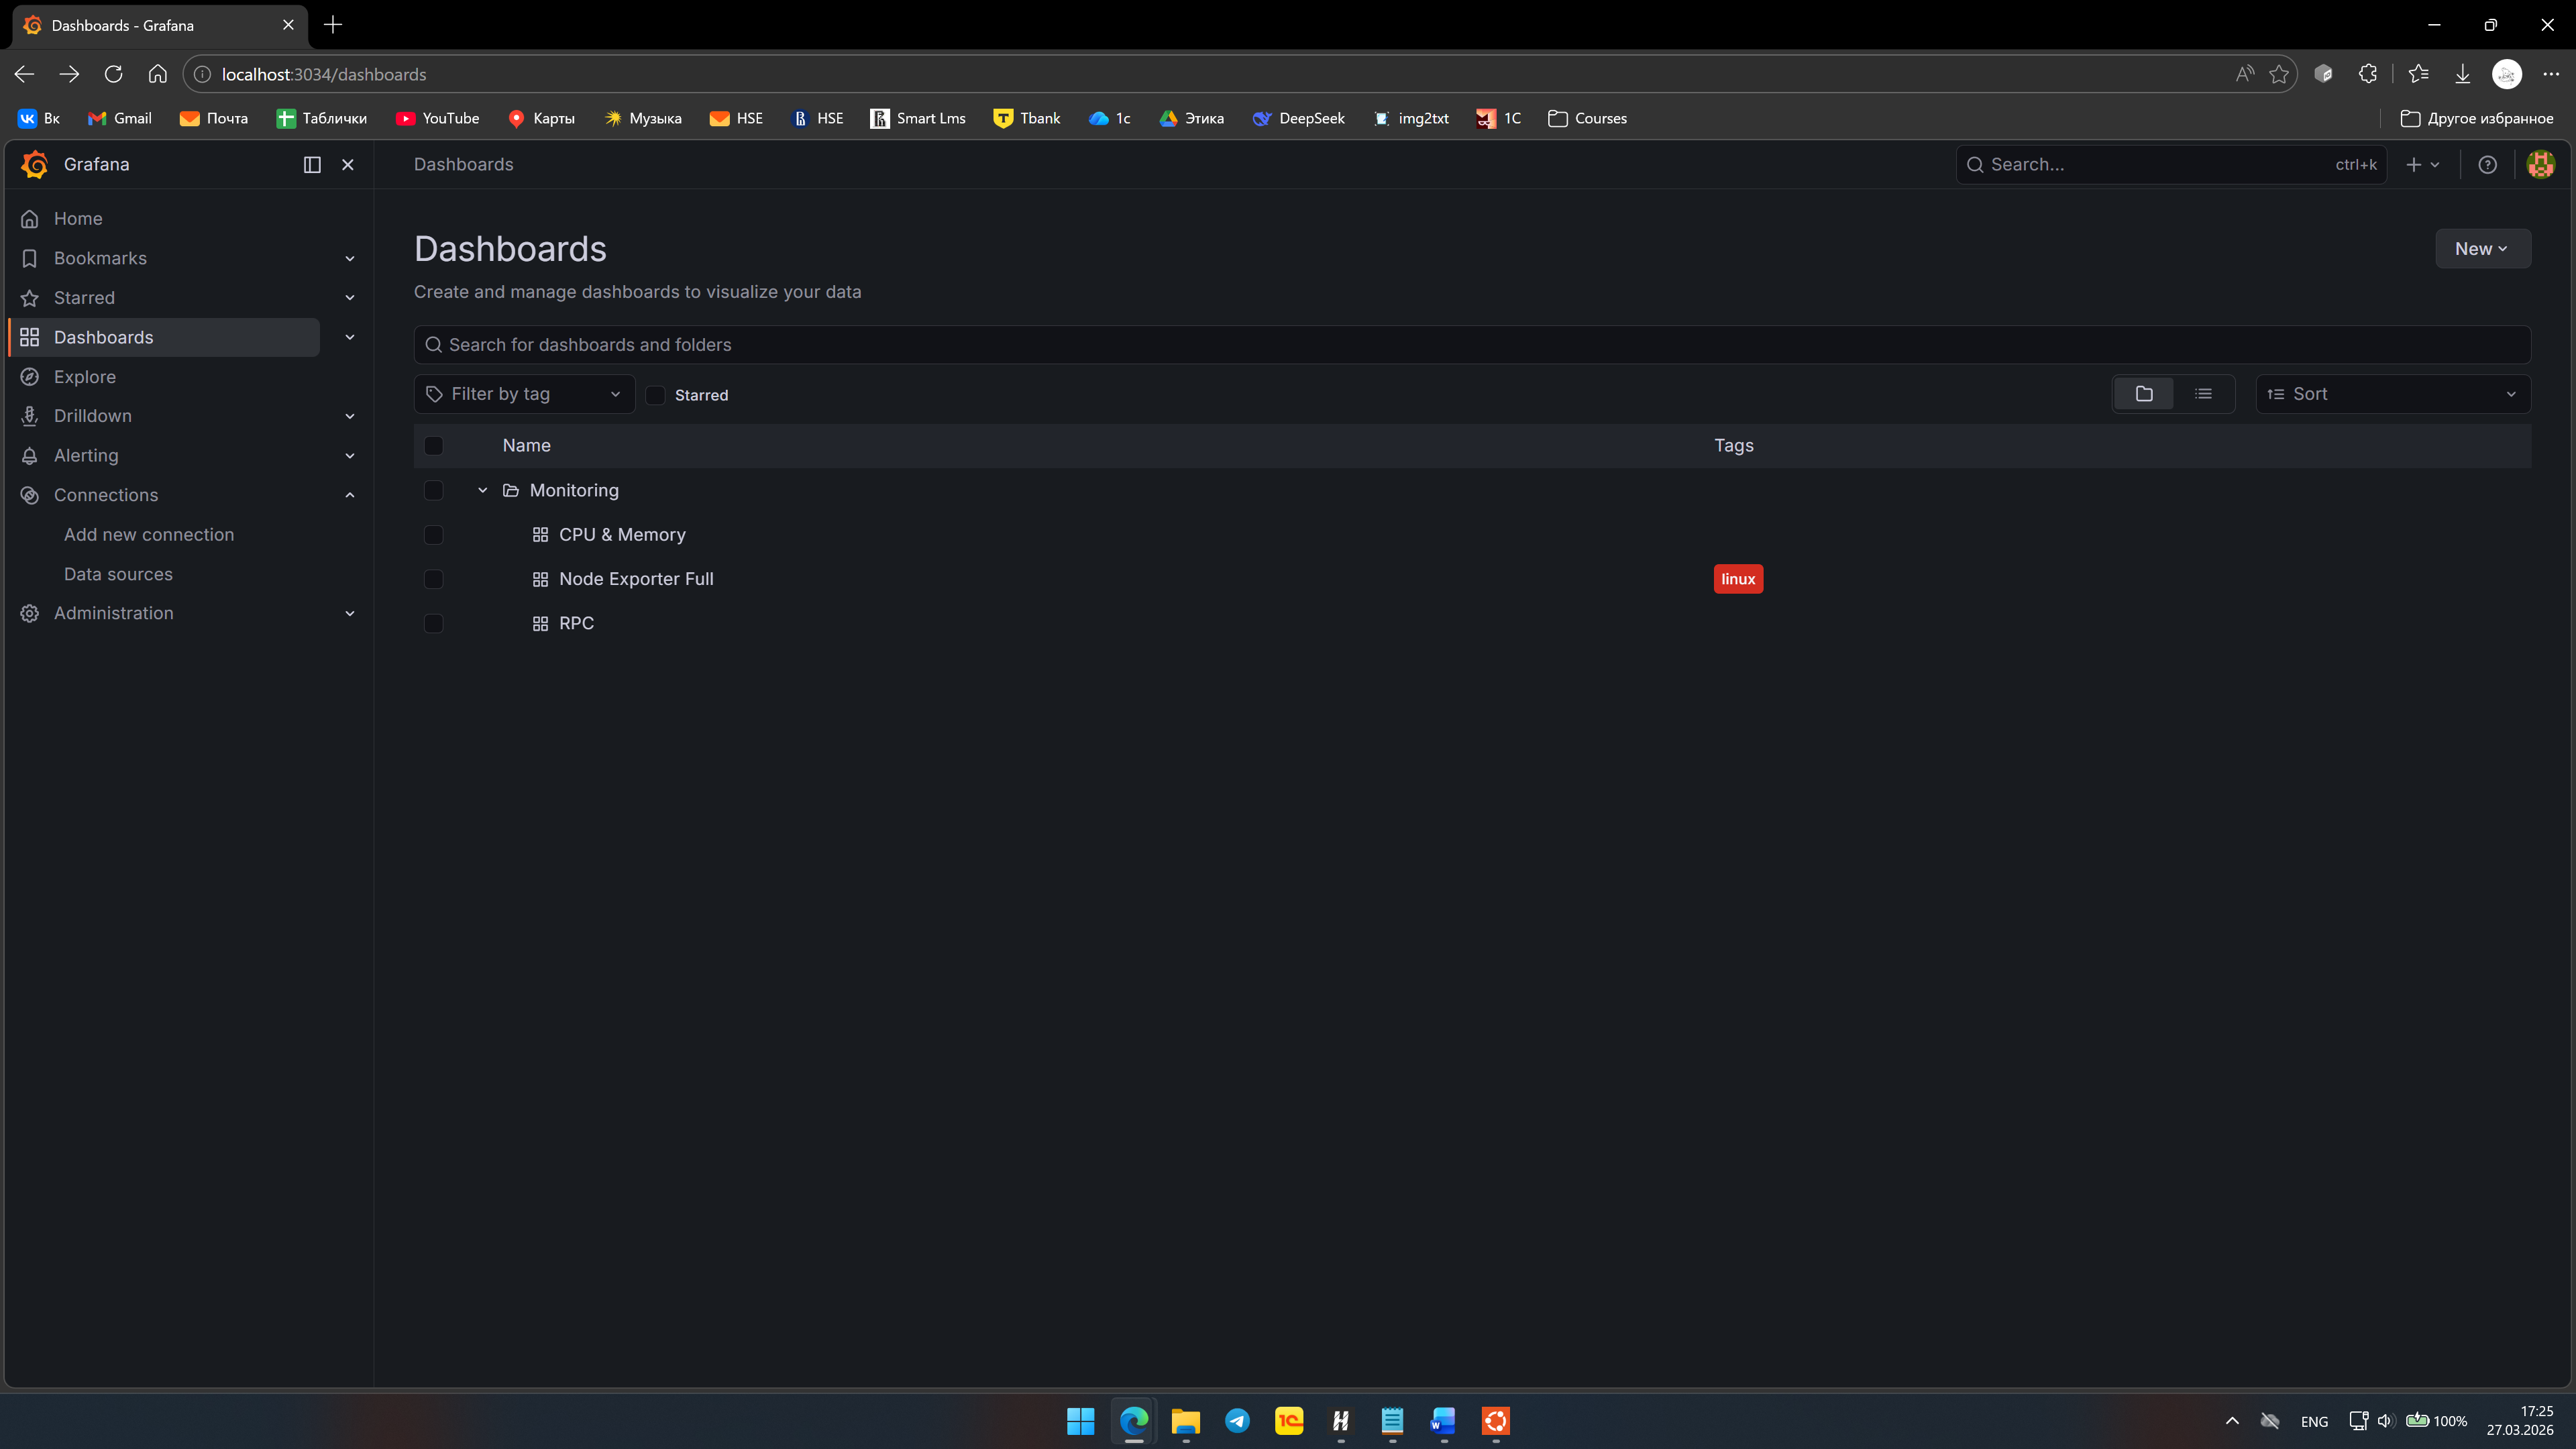 Dashboards - Grafana
localhost:3034/dashboards
Вк Gmail Почта Таблички YouTube Карты Музыка HSE HSE Smart Lms Tbank 1c Этика DeepSeek img2txt 1C Courses Другое избранное
Grafana
Dashboards
Search... ctrl+k
Home
Bookmarks
Starred
Dashboards
Explore
Drilldown
Alerting
Connections
Add new connection
Data sources
Administration
Dashboards
New
Create and manage dashboards to visualize your data
Search for dashboards and folders
Filter by tag Starred Sort
Name Tags
Monitoring
CPU & Memory
Node Exporter Full linux
RPC
ENG 100% 17:25
27.03.2026